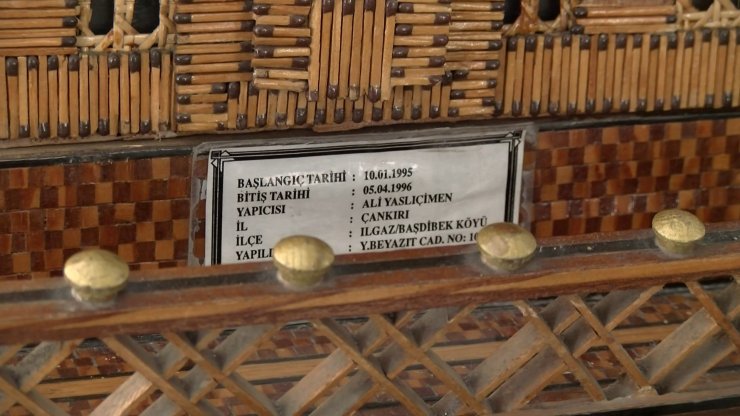 BAŞLANGIÇ TARİHİ : 10.01.1995
BİTİŞ TARİHİ : 05.04.1996
YAPICISI : ALİ YASLIÇİMEN
İL : ÇANKIRI
İLÇE : ILGAZ/BAŞDİBEK KÖYÜ
: Y.BEYAZIT CAD. NO: